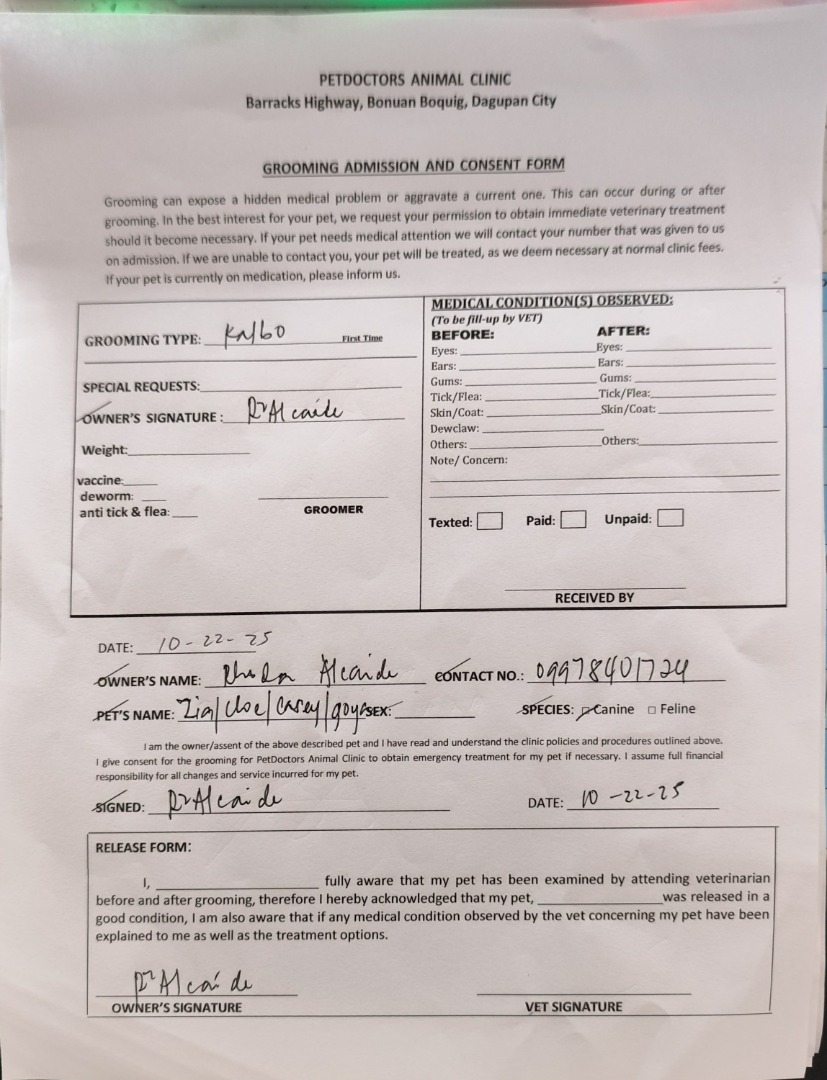 PETDOCTORS ANIMAL CLINIC
Barracks Highway, Bonuan Boquig, Dagupan City
GROOMING ADMISSION AND CONSENT FORM
Grooming can expose a hidden medical problem or aggravate a current one. This can occur during or after
grooming. In the best interest for your pet, we request your permission to obtain immediate veterinary treatment
should it become necessary. If your pet needs medical attention we will contact your number that was given to us
on admission. If we are unable to contact you, your pet will be treated, as we deem necessary at normal clinic fees.
If your pet is currently on medication, please inform us.
GROOMING TYPE: Kalbo First Time
SPECIAL REQUESTS:
OWNER'S SIGNATURE : Alcaide
Weight:
vaccine:
deworm:
anti tick & flea:
GROOMER
MEDICAL CONDITION(S) OBSERVED:
(To be fill-up by VET)
BEFORE: AFTER:
Eyes: Eyes:
Ears: Ears:
Gums: Gums:
Tick/Flea: Tick/Flea:
Skin/Coat: Skin/Coat:
Dewclaw:
Others: Others:
Note/ Concern:
Texted: Paid: Unpaid:
RECEIVED BY
DATE: 10-22-25
OWNER'S NAME: Alcaide CONTACT NO.: 09978401724
PET'S NAME: Zia/Cloe/Casey/ SEX: SPECIES: Canine Feline
I am the owner/assent of the above described pet and I have read and understand the clinic policies and procedures outlined above.
I give consent for the grooming for PetDoctors Animal Clinic to obtain emergency treatment for my pet if necessary. I assume full financial
responsibility for all changes and service incurred for my pet.
SIGNED: Alcaide DATE: 10-22-25
RELEASE FORM:
I, fully aware that my pet has been examined by attending veterinarian
before and after grooming, therefore I hereby acknowledged that my pet, was released in a
good condition, I am also aware that if any medical condition observed by the vet concerning my pet have been
explained to me as well as the treatment options.
Alcaide
OWNER'S SIGNATURE VET SIGNATURE